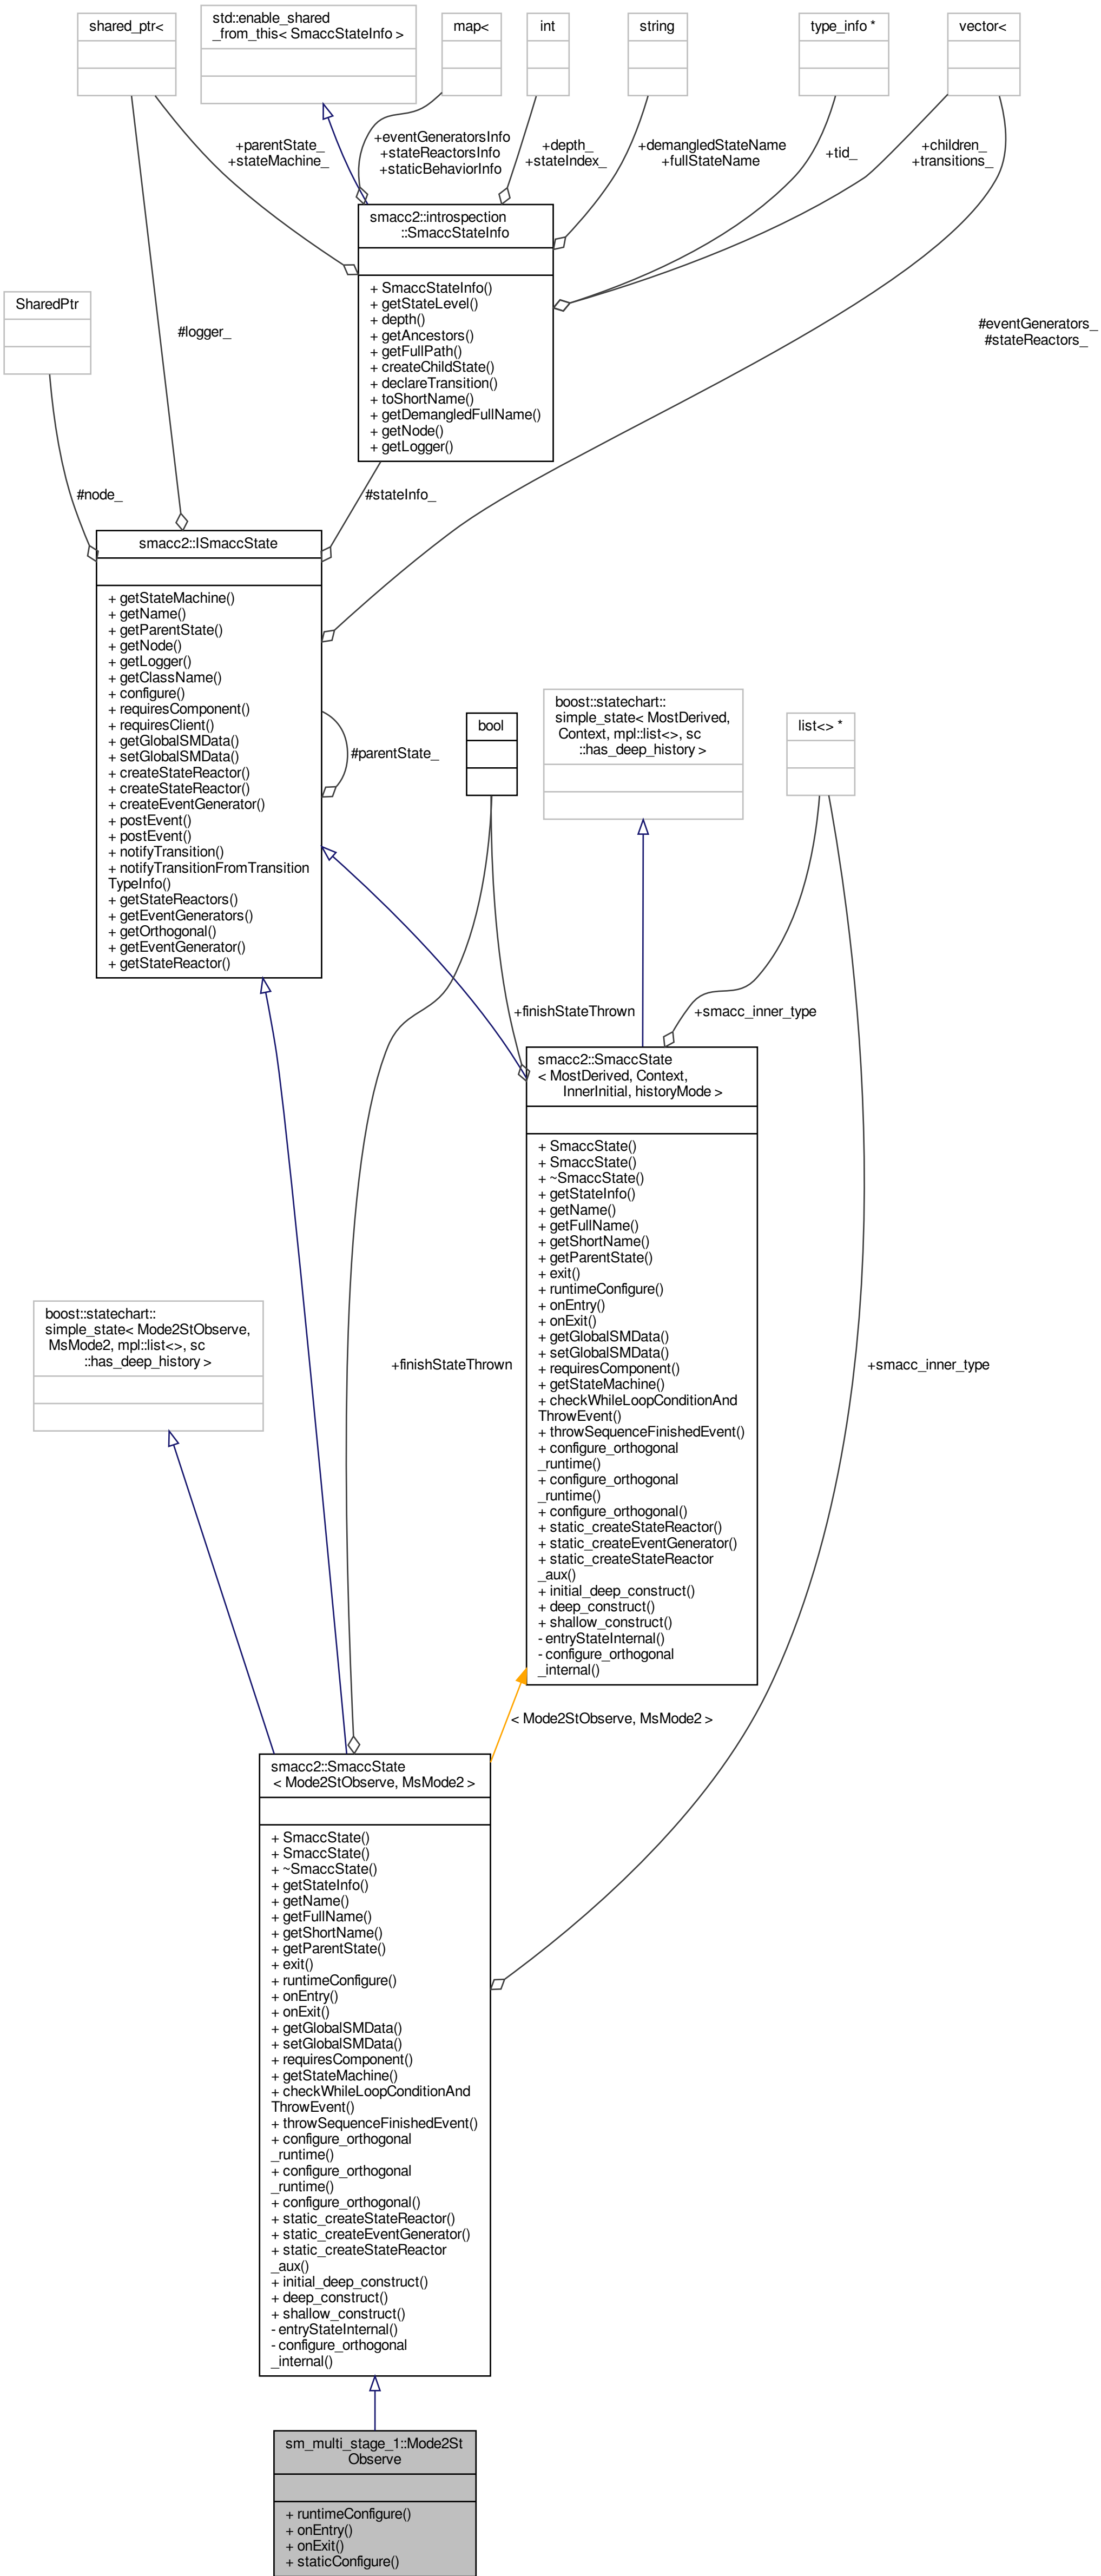 shared_ptr<
std::enable_shared
_from_this< SmaccStateInfo >
map<
int
string
type_info *
vector<
+parentState_
+stateMachine_
+eventGeneratorsInfo
+stateReactorsInfo
+staticBehaviorInfo
+depth_
+stateIndex_
+demangledStateName
+fullStateName
+tid_
+children_
+transitions_
smacc2::introspection
::SmaccStateInfo
+ SmaccStateInfo()
+ getStateLevel()
+ depth()
+ getAncestors()
+ getFullPath()
+ createChildState()
+ declareTransition()
+ toShortName()
+ getDemangledFullName()
+ getNode()
+ getLogger()
SharedPtr
#logger_
#eventGenerators_
#stateReactors_
#node_
#stateInfo_
smacc2::ISmaccState
+ getStateMachine()
+ getName()
+ getParentState()
+ getNode()
+ getLogger()
+ getClassName()
+ configure()
+ requiresComponent()
+ requiresClient()
+ getGlobalSMData()
+ setGlobalSMData()
+ createStateReactor()
+ createStateReactor()
+ createEventGenerator()
+ postEvent()
+ postEvent()
+ notifyTransition()
+ notifyTransitionFromTransition
TypeInfo()
+ getStateReactors()
+ getEventGenerators()
+ getOrthogonal()
+ getEventGenerator()
+ getStateReactor()
#parentState_
bool
boost::statechart::
simple_state< MostDerived,
Context, mpl::list<>, sc
::has_deep_history >
list<> *
+finishStateThrown
+smacc_inner_type
smacc2::SmaccState
< MostDerived, Context,
InnerInitial, historyMode >
+ SmaccState()
+ SmaccState()
+ ~SmaccState()
+ getStateInfo()
+ getName()
+ getFullName()
+ getShortName()
+ getParentState()
+ exit()
+ runtimeConfigure()
+ onEntry()
+ onExit()
+ getGlobalSMData()
+ setGlobalSMData()
+ requiresComponent()
+ getStateMachine()
+ checkWhileLoopConditionAnd
ThrowEvent()
+ throwSequenceFinishedEvent()
+ configure_orthogonal
_runtime()
+ configure_orthogonal
_runtime()
+ configure_orthogonal()
+ static_createStateReactor()
+ static_createEventGenerator()
+ static_createStateReactor
_aux()
+ initial_deep_construct()
+ deep_construct()
+ shallow_construct()
- entryStateInternal()
- configure_orthogonal
_internal()
boost::statechart::
simple_state< Mode2StObserve,
MsMode2, mpl::list<>, sc
::has_deep_history >
+finishStateThrown
+smacc_inner_type
< Mode2StObserve, MsMode2 >
smacc2::SmaccState
< Mode2StObserve, MsMode2 >
+ SmaccState()
+ SmaccState()
+ ~SmaccState()
+ getStateInfo()
+ getName()
+ getFullName()
+ getShortName()
+ getParentState()
+ exit()
+ runtimeConfigure()
+ onEntry()
+ onExit()
+ getGlobalSMData()
+ setGlobalSMData()
+ requiresComponent()
+ getStateMachine()
+ checkWhileLoopConditionAnd
ThrowEvent()
+ throwSequenceFinishedEvent()
+ configure_orthogonal
_runtime()
+ configure_orthogonal
_runtime()
+ configure_orthogonal()
+ static_createStateReactor()
+ static_createEventGenerator()
+ static_createStateReactor
_aux()
+ initial_deep_construct()
+ deep_construct()
+ shallow_construct()
- entryStateInternal()
- configure_orthogonal
_internal()
sm_multi_stage_1::Mode2St
Observe
+ runtimeConfigure()
+ onEntry()
+ onExit()
+ staticConfigure()